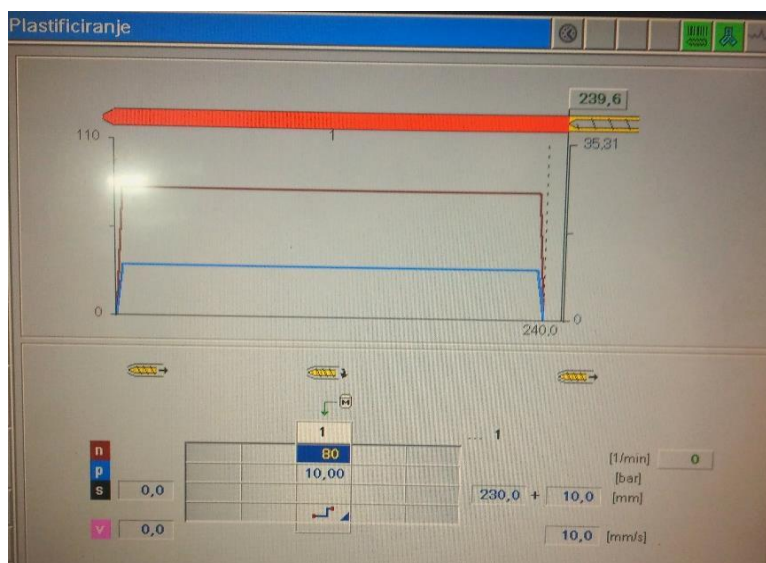 Plastificiranje
239,6
110
1
35,31
0
240,0
0
1
... 1
n
80
[1/min]
0
p
10,00
[bar]
s
0,0
230,0 + 10,0 [mm]
v
0,0
10,0 [mm/s]